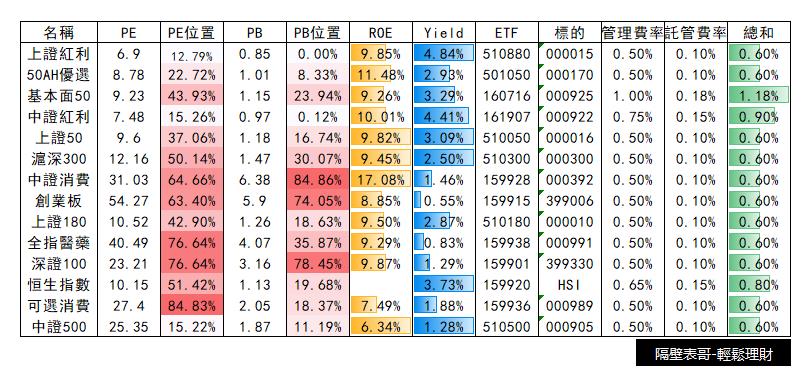 名稱 PE PE位置 PB PB位置 ROE Yield ETF 標的 管理費率 託管費率 總和
上證紅利 6.9 12.79% 0.85 0.00% 9.85% 4.84% 510880 000015 0.50% 0.10% 0.60%
50AH優選 8.78 22.72% 1.01 8.33% 11.48% 2.93% 501050 000170 0.50% 0.10% 0.60%
基本面50 9.23 43.93% 1.15 23.94% 9.26% 3.29% 160716 000925 1.00% 0.18% 1.18%
中證紅利 7.48 15.26% 0.97 0.12% 10.01% 4.41% 161907 000922 0.75% 0.15% 0.90%
上證50 9.6 37.06% 1.18 16.74% 9.82% 3.09% 510050 000016 0.50% 0.10% 0.60%
滬深300 12.16 50.14% 1.47 30.07% 9.45% 2.50% 510300 000300 0.50% 0.10% 0.60%
中證消費 31.03 64.66% 6.38 84.86% 17.08% 1.46% 159928 000392 0.50% 0.10% 0.60%
創業板 54.27 63.40% 5.9 74.05% 8.85% 0.55% 159915 399006 0.50% 0.10% 0.60%
上證180 10.52 42.90% 1.26 18.63% 9.50% 2.87% 510180 000010 0.50% 0.10% 0.60%
全指醫藥 40.49 76.64% 4.07 35.87% 9.29% 0.83% 159938 000991 0.50% 0.10% 0.60%
深證100 23.21 76.64% 3.16 78.45% 9.87% 1.29% 159901 399330 0.50% 0.10% 0.60%
恒生指數 10.15 51.42% 1.13 19.68% 3.73% 159920 HSI 0.65% 0.15% 0.80%
可選消費 27.4 84.83% 2.05 18.37% 7.49% 1.88% 159936 000989 0.50% 0.10% 0.60%
中證500 25.35 15.22% 1.87 11.19% 6.34% 1.28% 510500 000905 0.50% 0.10% 0.60%
隔壁表哥-輕鬆理財